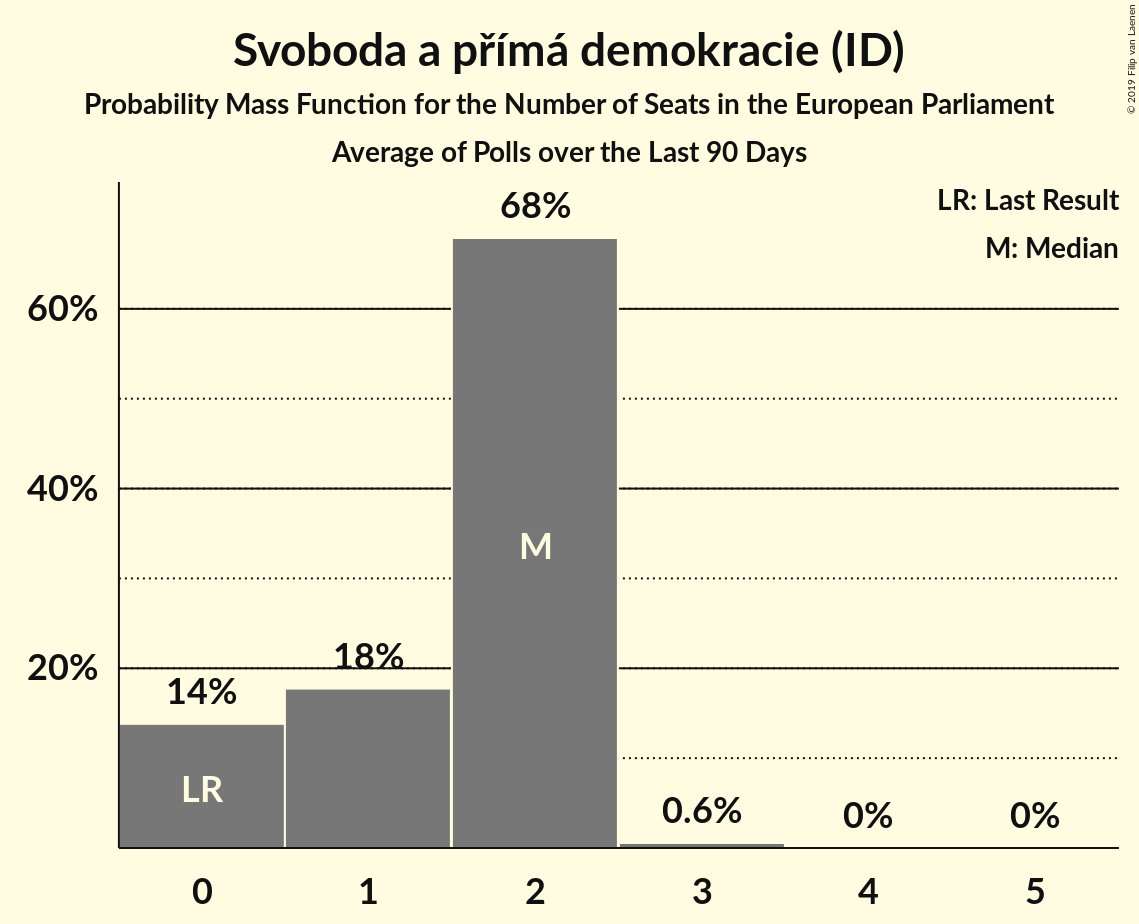 Svoboda a přímá demokracie (ID)
Probability Mass Function for the Number of Seats in the European Parliament
Average of Polls over the Last 90 Days
© 2019 Filip van Laenen
LR: Last Result
M: Median
68%
60%
40%
M
20%
18%
14%
LR
0.6%
0%
0%
0
1
2
3
4
5